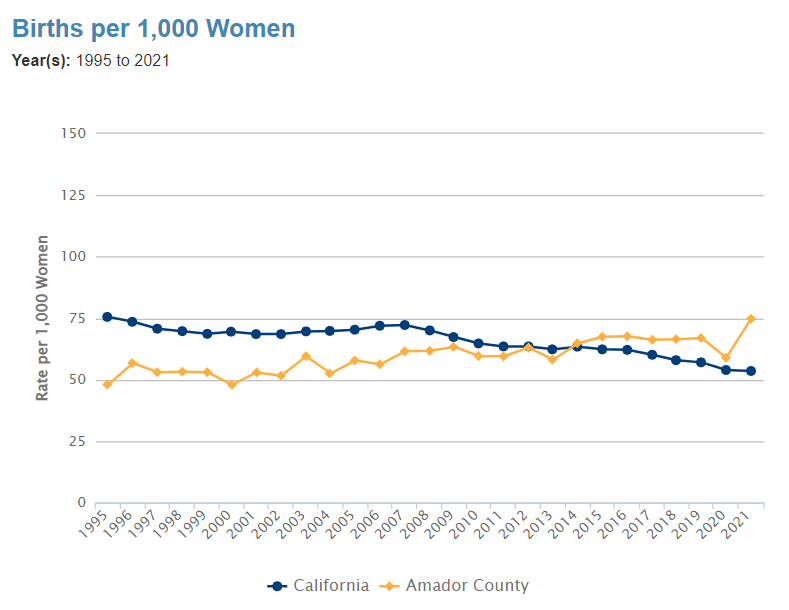 Births per 1,000 Women
Year(s): 1995 to 2021
Rate per 1,000 Women
150
125
100
75
50
25
0
1995 1996 1997 1998 1999 2000 2001 2002 2003 2004 2005 2006 2007 2008 2009 2010 2011 2012 2013 2014 2015 2016 2017 2018 2019 2020 2021
California Amador County